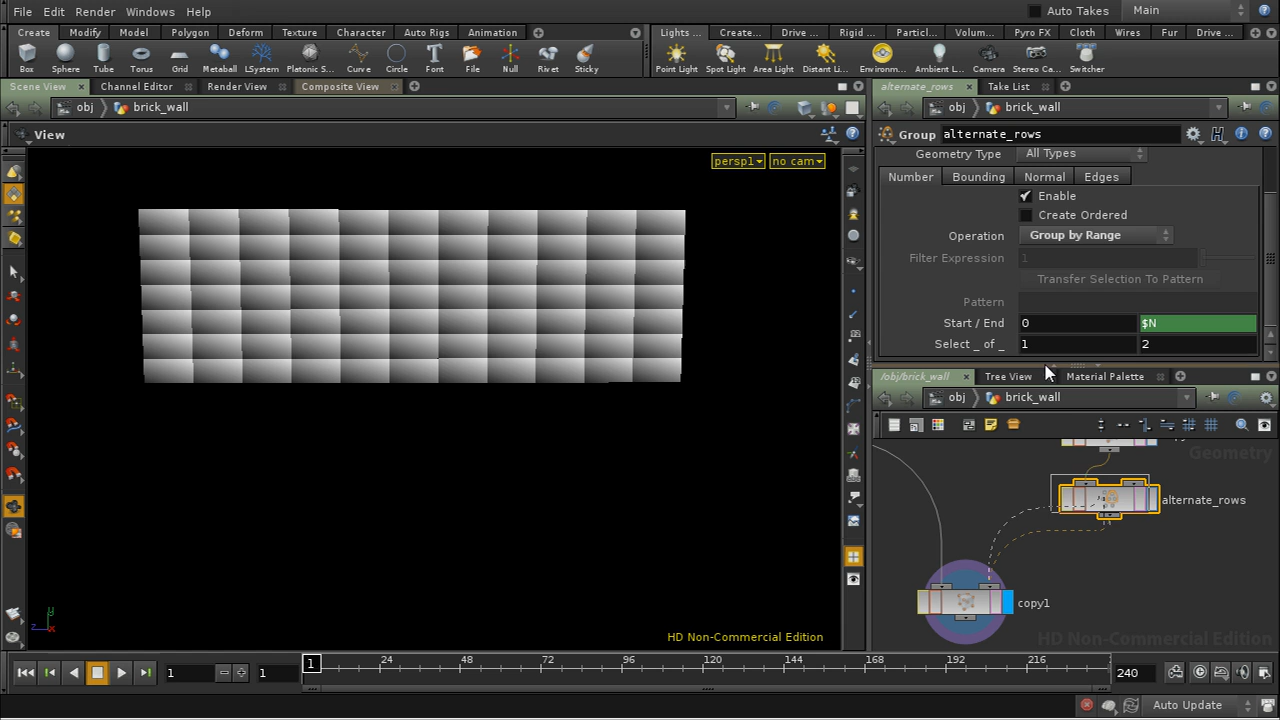 File Edit Render Windows Help
Auto Takes Main
Create Modify Model Polygon Deform Texture Character Auto Rigs Animation
Lights ... Create... Drive ... Rigid ... Particl... Volum... Pyro FX Cloth Wires Fur Drive ...
Box Sphere Tube Torus Grid Metaball LSystem Platonic S... Curve Circle Font File Null Rivet Sticky
Point Light Spot Light Area Light Distant Li... Environm... Ambient L... Camera Stereo Ca... Switcher
Scene View Channel Editor Render View Composite View
alternate_rows Take List
obj brick_wall
obj brick_wall
View
Group alternate_rows
persp1 no cam
Geometry Type All Types
Number Bounding Normal Edges
Enable
Create Ordered
Operation Group by Range
Filter Expression 1
Transfer Selection To Pattern
Pattern
Start / End 0 $N
Select _ of _ 1 2
/obj/brick_wall Tree View Material Palette
obj brick_wall
Geometry
alternate_rows
copy1
HD Non-Commercial Edition
y
z x
HD Non-Commercial Edition
1 1 1 24 48 72 96 120 144 168 192 216 240
Auto Update